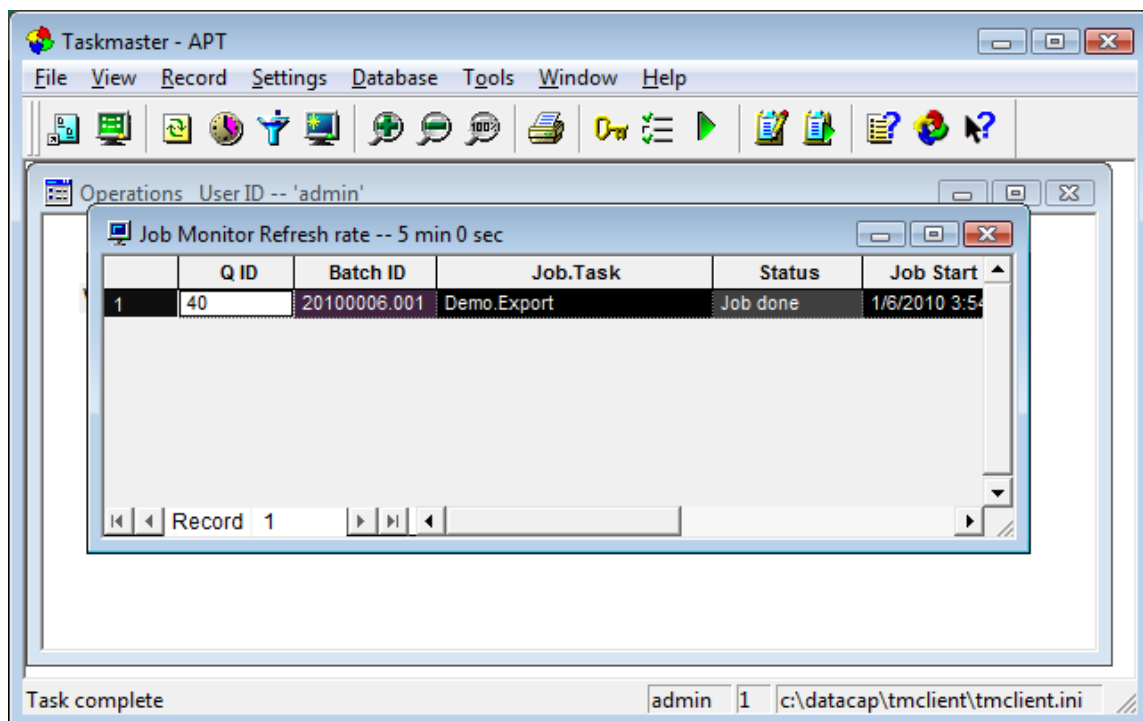 Taskmaster - APT
File View Record Settings Database Tools Window Help
100%
Operations User ID -- 'admin'
Job Monitor Refresh rate -- 5 min 0 sec
Q ID Batch ID Job.Task Status Job Start
1 40 20100006.001 Demo.Export Job done 1/6/2010 3:54
Record 1
Task complete admin 1 c:\datacap\tmclient\tmclient.ini